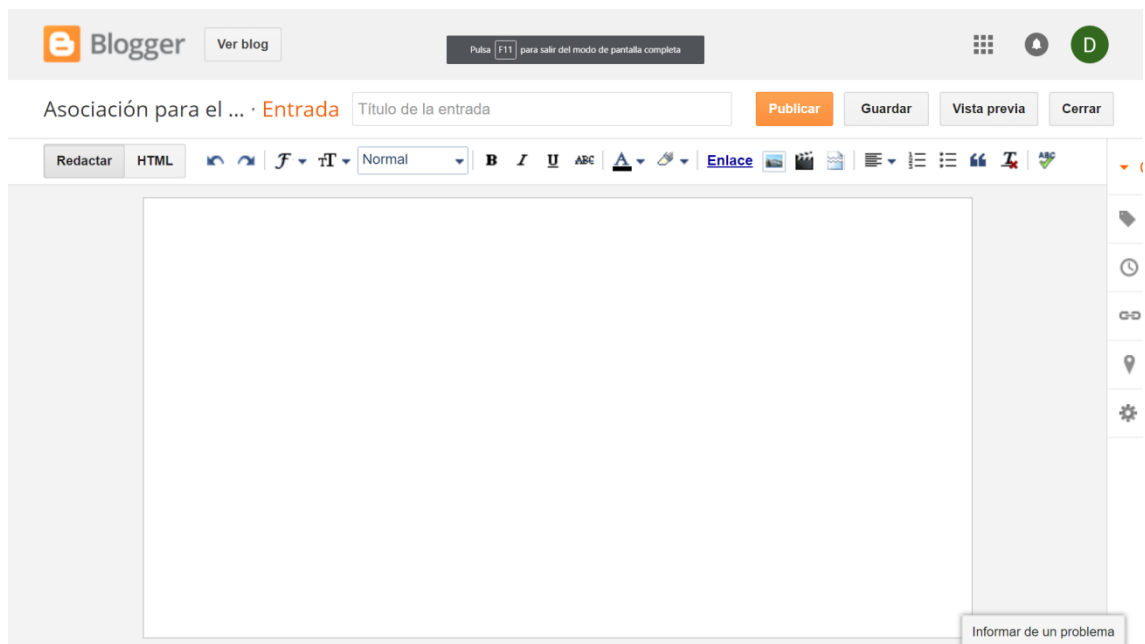 Blogger Ver blog
Pulsa F11 para salir del modo de pantalla completa
D
Asociación para el ... · Entrada Título de la entrada Publicar Guardar Vista previa Cerrar
Redactar HTML Normal B I U ABC A Enlace ABC
Informar de un problema